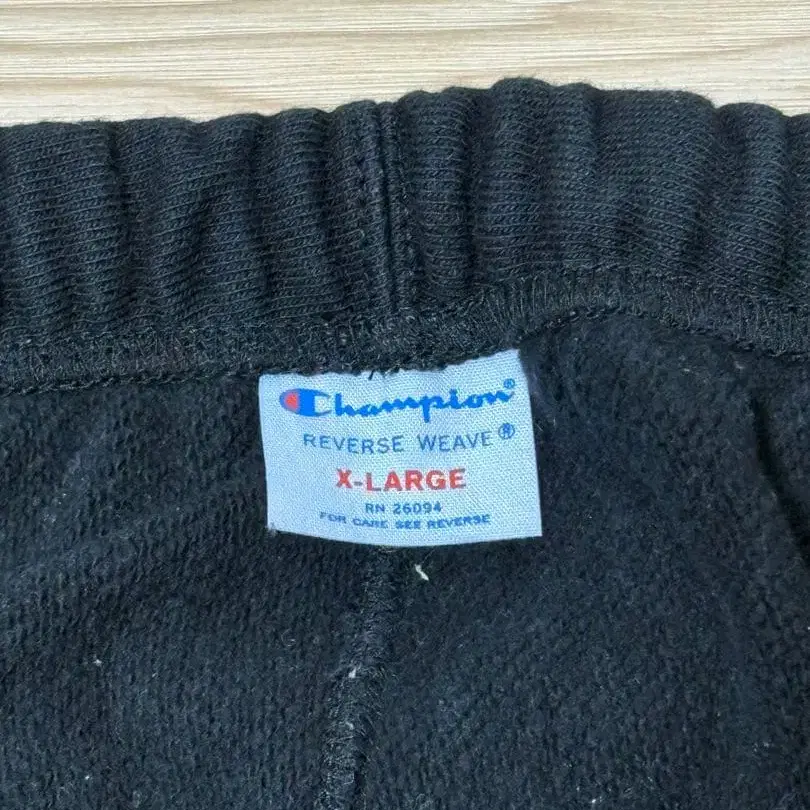 Champion®
REVERSE WEAVE®
X-LARGE
RN 26094
FOR CARE SEE REVERSE